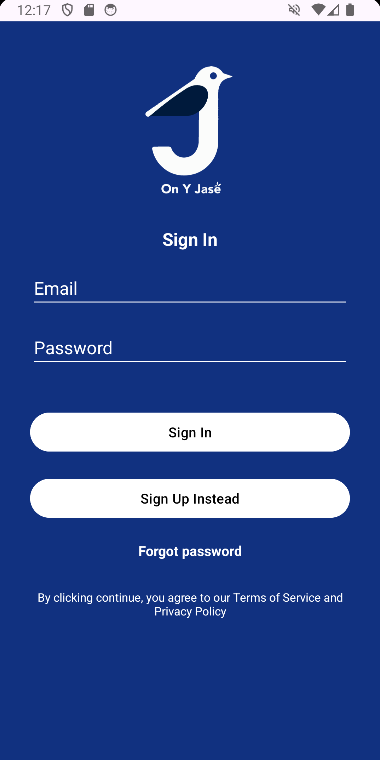 12:17
On Y Jasé
Sign In
Email
Password
Sign In
Sign Up Instead
Forgot password
By clicking continue, you agree to our Terms of Service and
Privacy Policy